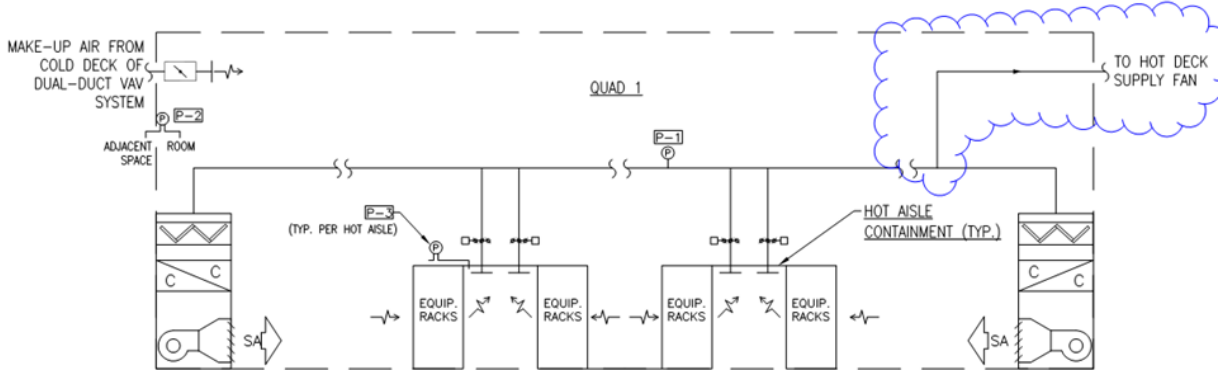 MAKE-UP AIR FROM
COLD DECK OF
DUAL-DUCT VAV
SYSTEM
P
P-2
ADJACENT ROOM
SPACE
QUAD 1
P-1
P
TO HOT DECK
SUPPLY FAN
P-3
(TYP. PER HOT AISLE)
P
HOT AISLE
CONTAINMENT (TYP.)
C
C
SA
EQUIP.
RACKS
EQUIP.
RACKS
EQUIP.
RACKS
EQUIP.
RACKS
C
C
SA